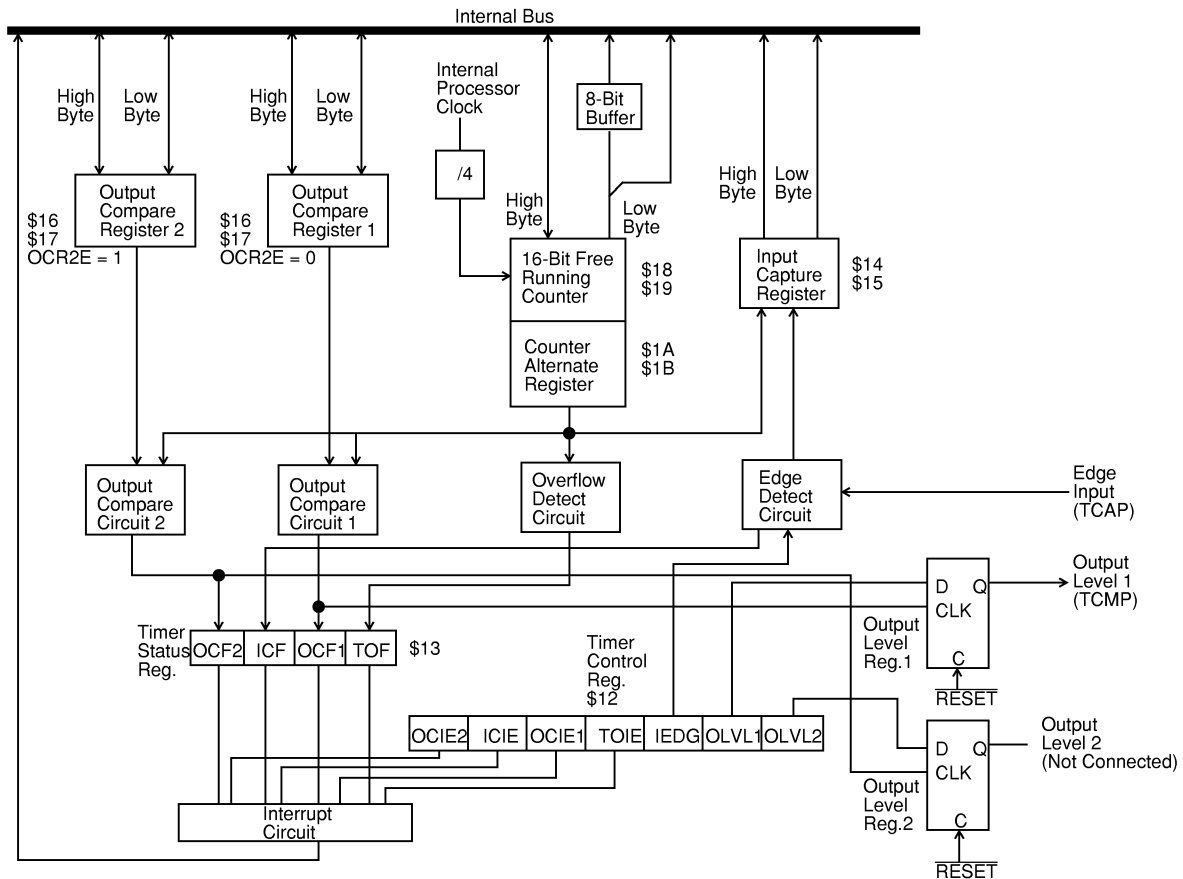 Internal Bus
High
Byte
Low
Byte
High
Byte
Low
Byte
Internal
Processor
Clock
8-Bit
Buffer
/4
High
Byte
Low
Byte
High
Byte
Low
Byte
Output
Compare
Register 2
$16
$17
OCR2E = 1
Output
Compare
Register 1
$16
$17
OCR2E = 0
16-Bit Free
Running
Counter
$18
$19
Counter
Alternate
Register
$1A
$1B
Input
Capture
Register
$14
$15
Output
Compare
Circuit 2
Output
Compare
Circuit 1
Overflow
Detect
Circuit
Edge
Detect
Circuit
Edge
Input
(TCAP)
Output
Level 1
(TCMP)
D Q
CLK
C
Output
Level
Reg.1
RESET
Timer
Status
Reg.
OCF2 ICF OCF1 TOF
$13
Timer
Control
Reg.
$12
OCIE2 ICIE OCIE1 TOIE IEDG OLVL1 OLVL2
Output
Level 2
(Not Connected)
D Q
CLK
C
Output
Level
Reg.2
RESET
Interrupt
Circuit